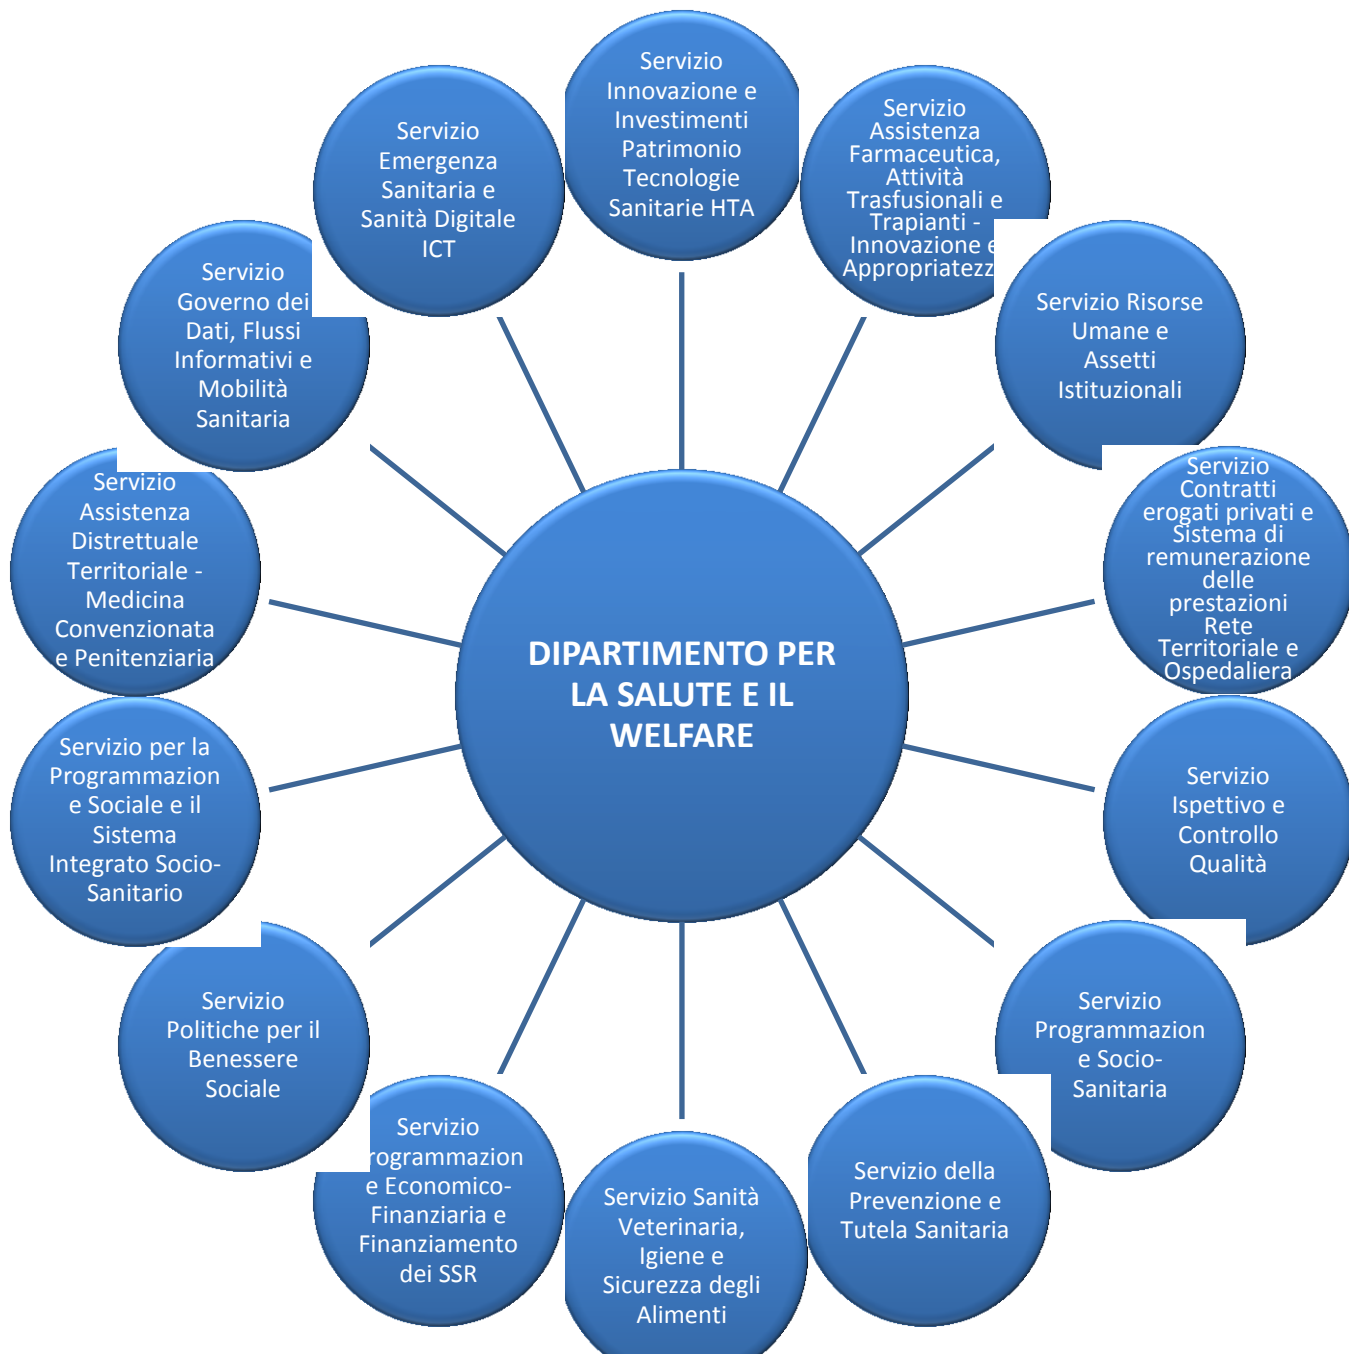 Servizio
Innovazione e
Investimenti
Patrimonio
Tecnologie
Sanitarie HTA
Servizio
Assistenza
Farmaceutica,
Attività
Trasfusionali e
Trapianti -
Innovazione e
Appropriatezz
Servizio Risorse
Umane e
Assetti
Istituzionali
Servizio
Contratti
erogati privati e
Sistema di
remunerazione
delle
prestazioni
Rete
Territoriale e
Ospedaliera
Servizio
Ispettivo e
Controllo
Qualità
Servizio
Programmazion
e Socio-
Sanitaria
Servizio della
Prevenzione e
Tutela Sanitaria
Servizio Sanità
Veterinaria,
Igiene e
Sicurezza degli
Alimenti
Servizio
rogrammazion
e Economico-
Finanziaria e
Finanziamento
dei SSR
Servizio
Politiche per il
Benessere
Sociale
Servizio per la
Programmazion
e Sociale e il
Sistema
Integrato Socio-
Sanitario
Servizio
Assistenza
Distrettuale
Territoriale -
Medicina
Convenzionata
e Penitenziaria
Servizio
Governo dei
Dati, Flussi
Informativi e
Mobilità
Sanitaria
Servizio
Emergenza
Sanitaria e
Sanità Digitale
ICT
DIPARTIMENTO PER
LA SALUTE E IL
WELFARE